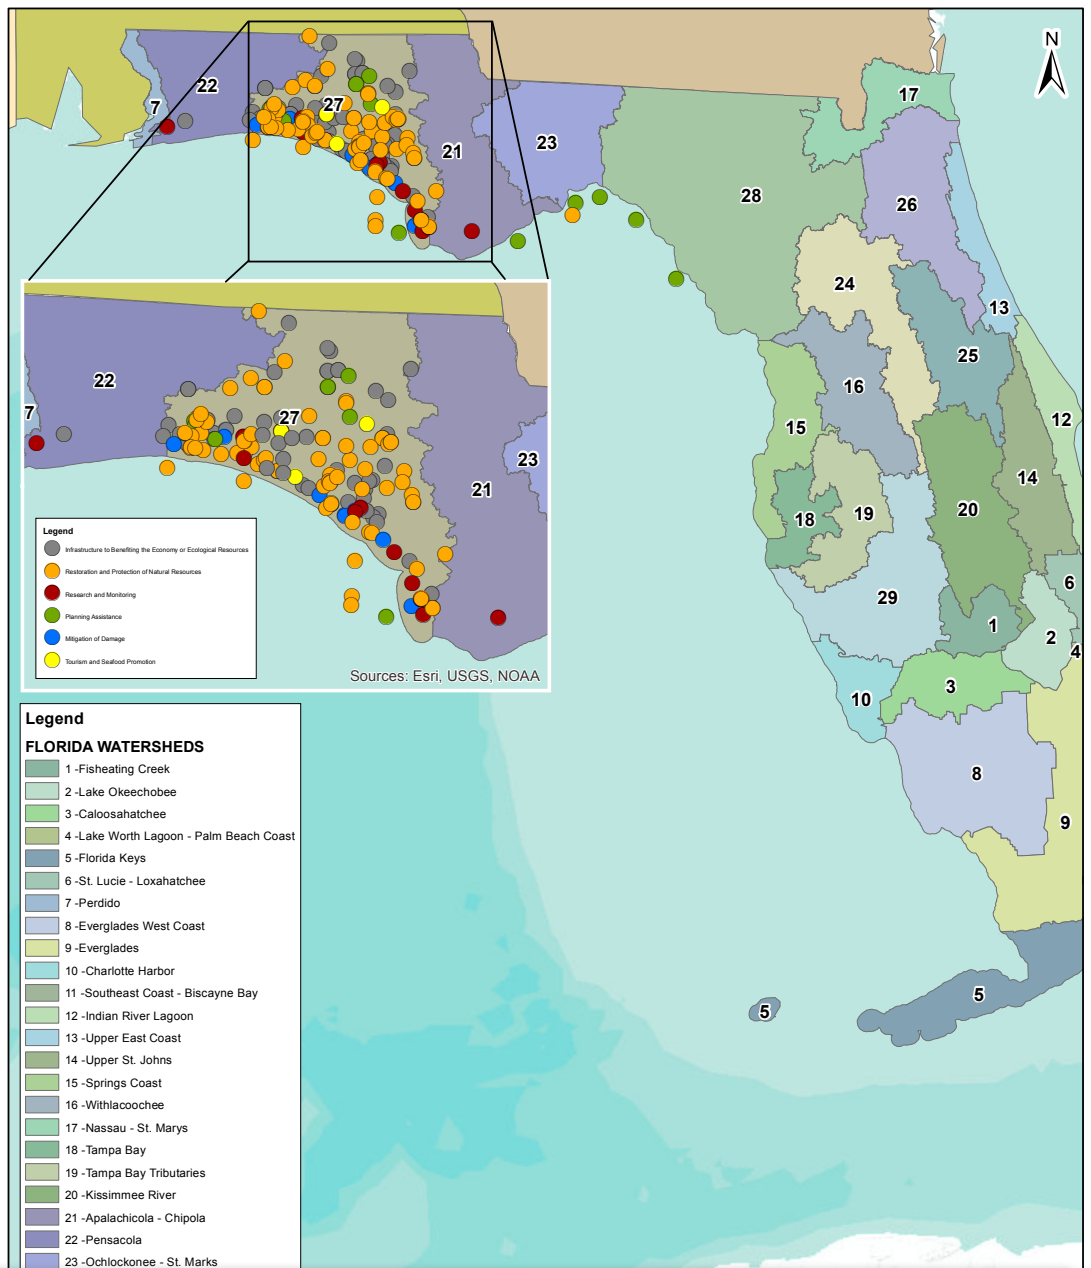 N
17
22
7
27
21
23
28
26
24
13
25
16
12
15
14
20
18
19
6
29
1
2
4
3
10
8
9
5
5
22
27
7
23
21
Legend
Infrastructure to Benefiting the Economy or Ecological Resources
Restoration and Protection of Natural Resources
Research and Monitoring
Planning Assistance
Mitigation of Damage
Tourism and Seafood Promotion
Sources: Esri, USGS, NOAA
Legend
FLORIDA WATERSHEDS
1 -Fisheating Creek
2 -Lake Okeechobee
3 -Caloosahatchee
4 -Lake Worth Lagoon - Palm Beach Coast
5 -Florida Keys
6 -St. Lucie - Loxahatchee
7 -Perdido
8 -Everglades West Coast
9 -Everglades
10 -Charlotte Harbor
11 -Southeast Coast - Biscayne Bay
12 -Indian River Lagoon
13 -Upper East Coast
14 -Upper St. Johns
15 -Springs Coast
16 -Withlacoochee
17 -Nassau - St. Marys
18 -Tampa Bay
19 -Tampa Bay Tributaries
20 -Kissimmee River
21 -Apalachicola - Chipola
22 -Pensacola
23 -Ochlockonee - St. Marks